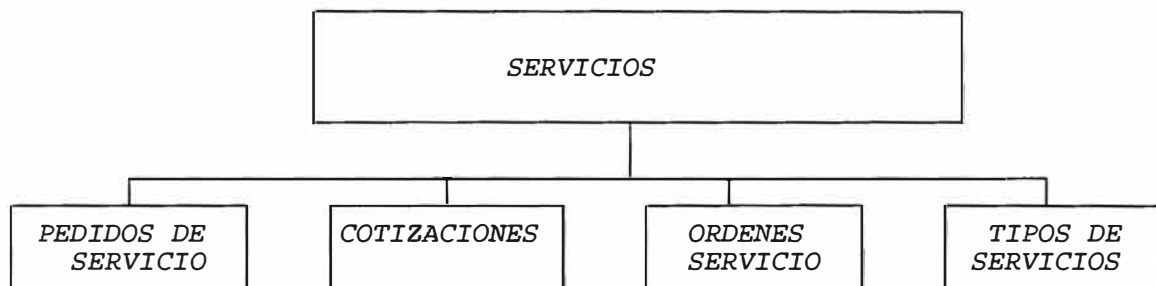 SERVICIOS
PEDIDOS DE
SERVICIO
COTIZACIONES
ORDENES
SERVICIO
TIPOS DE
SERVICIOS